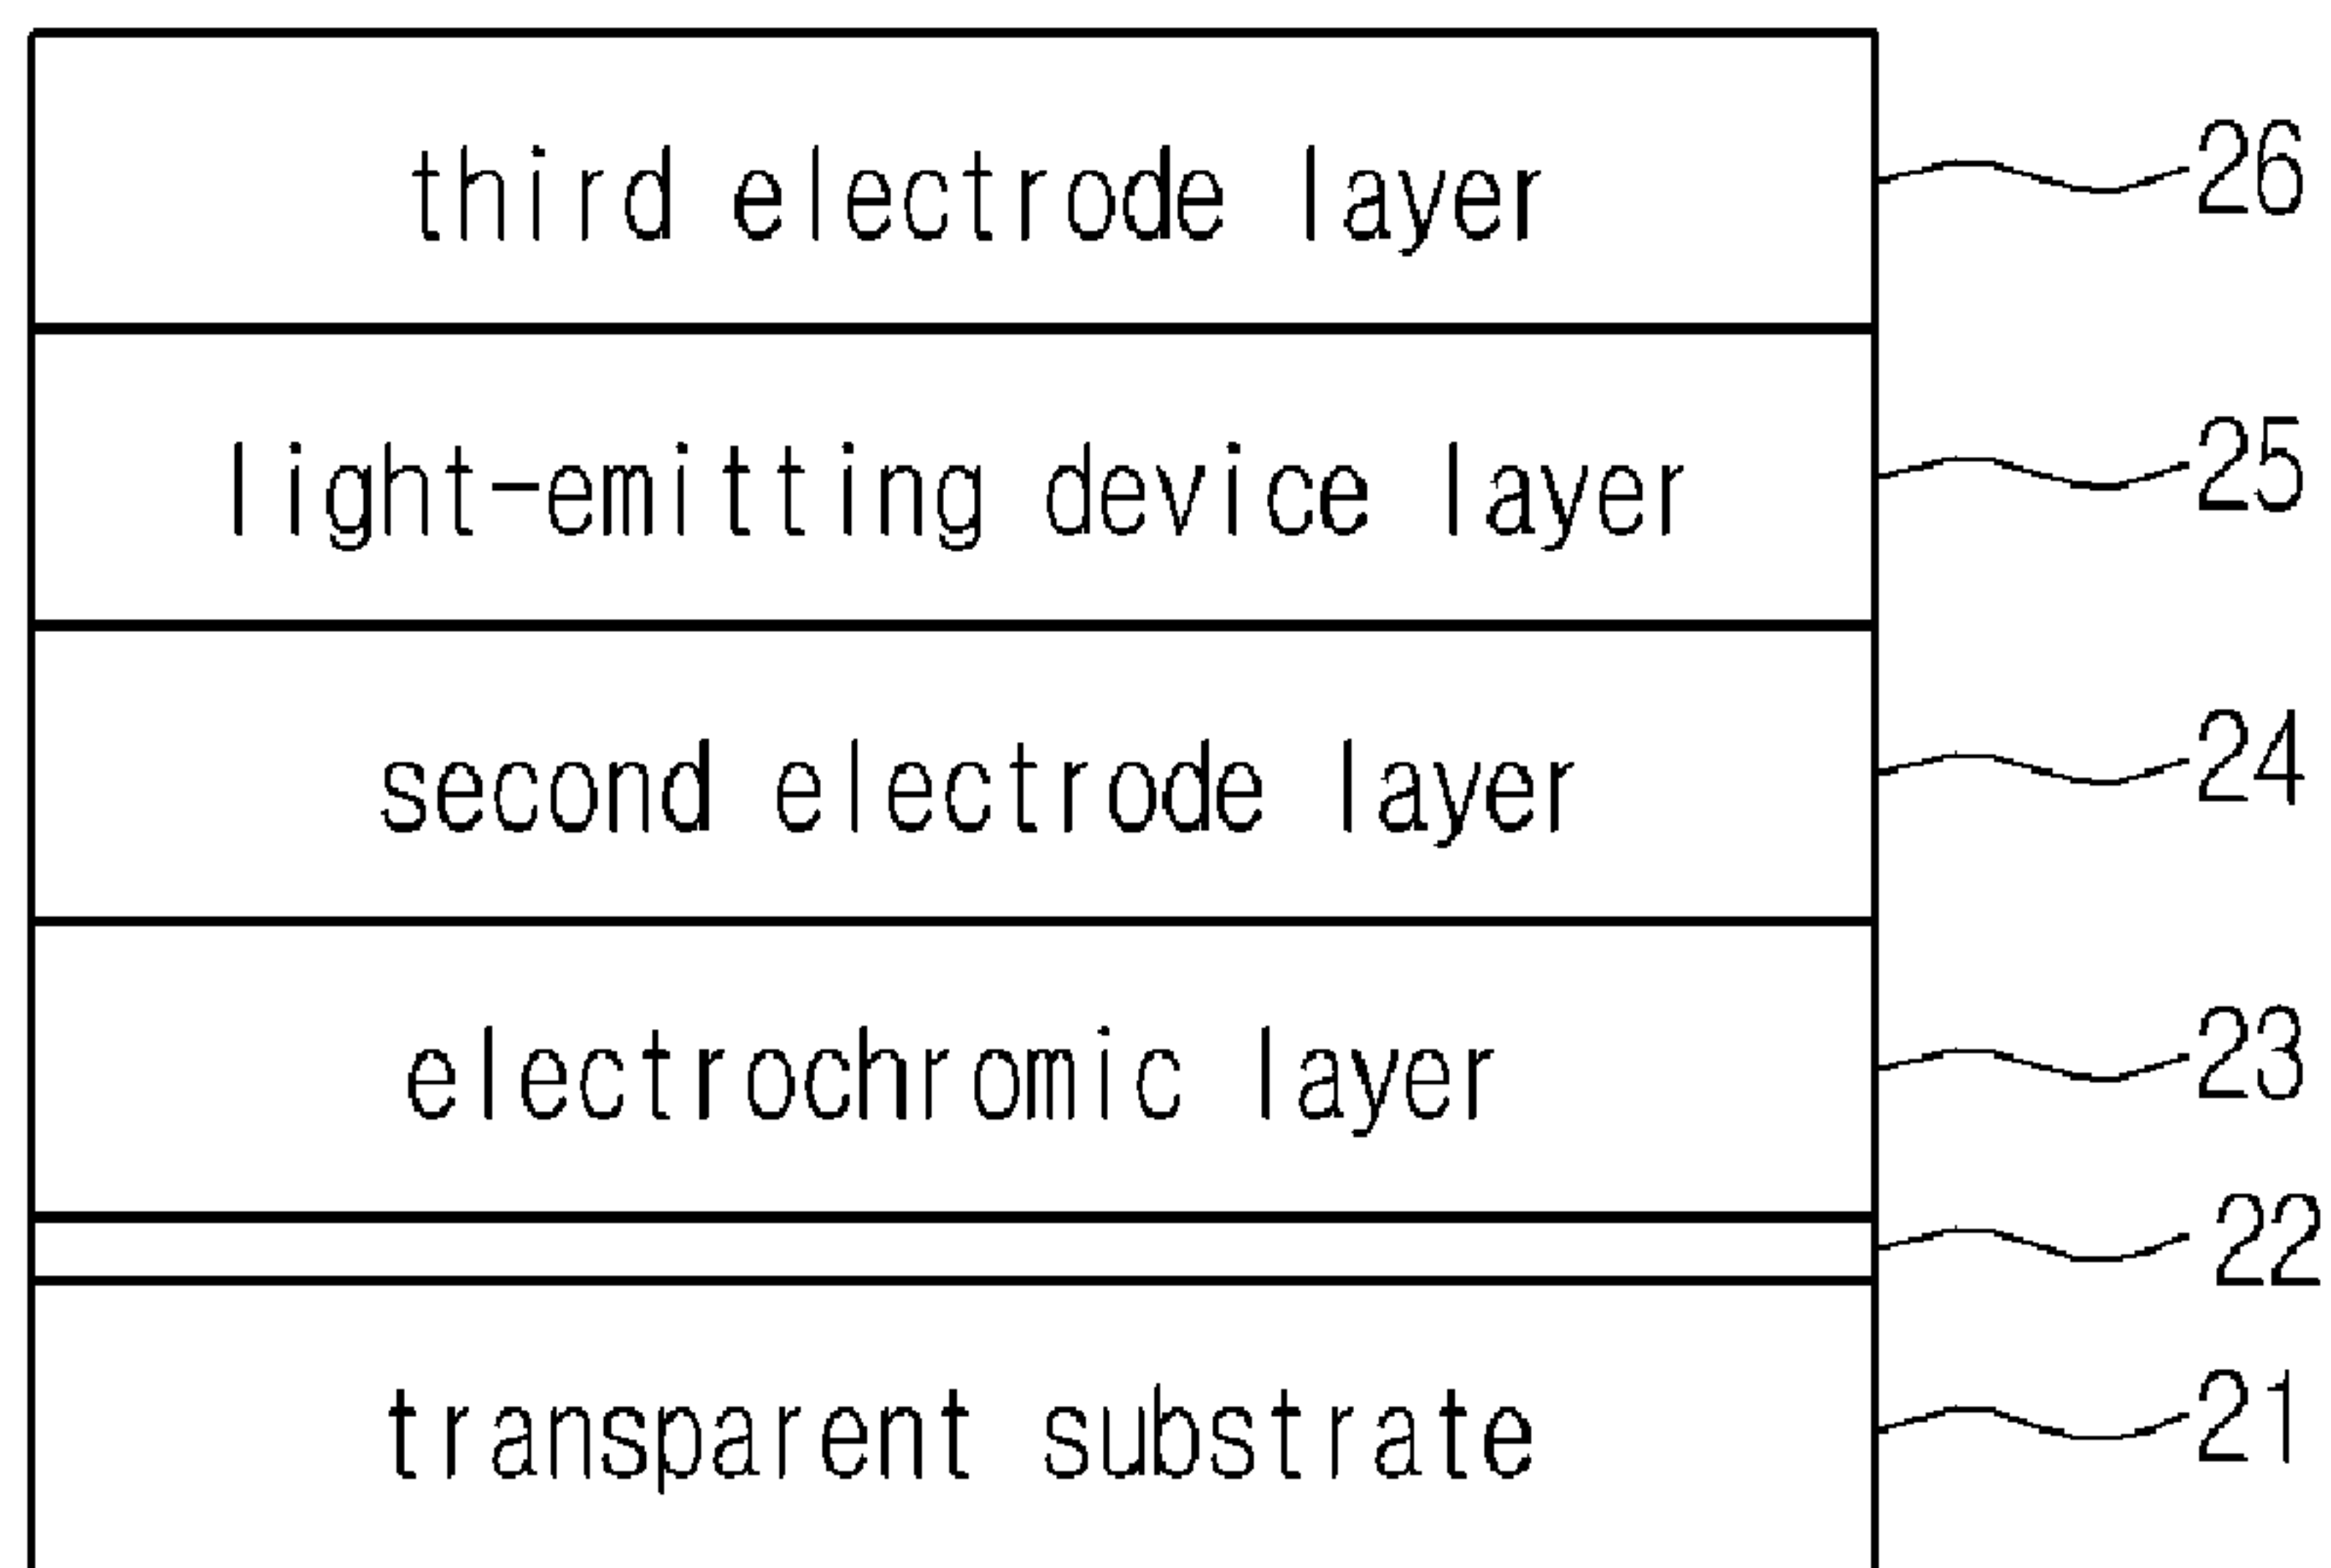 third electrode layer 26
light-emitting device layer 25
second electrode layer 24
electrochromic layer 23
22
transparent substrate 21